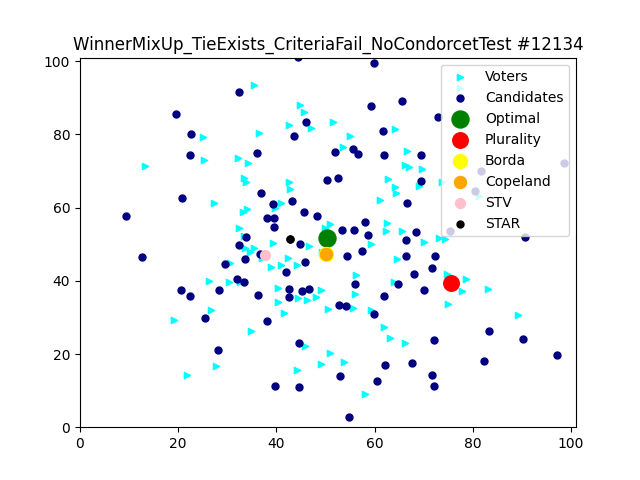 WinnerMixUp_TieExists_CriteriaFail_NoCondorcetTest #12134
100
80
60
40
20
0
0
20
40
60
80
100
Voters
Candidates
Optimal
Plurality
Borda
Copeland
STV
STAR